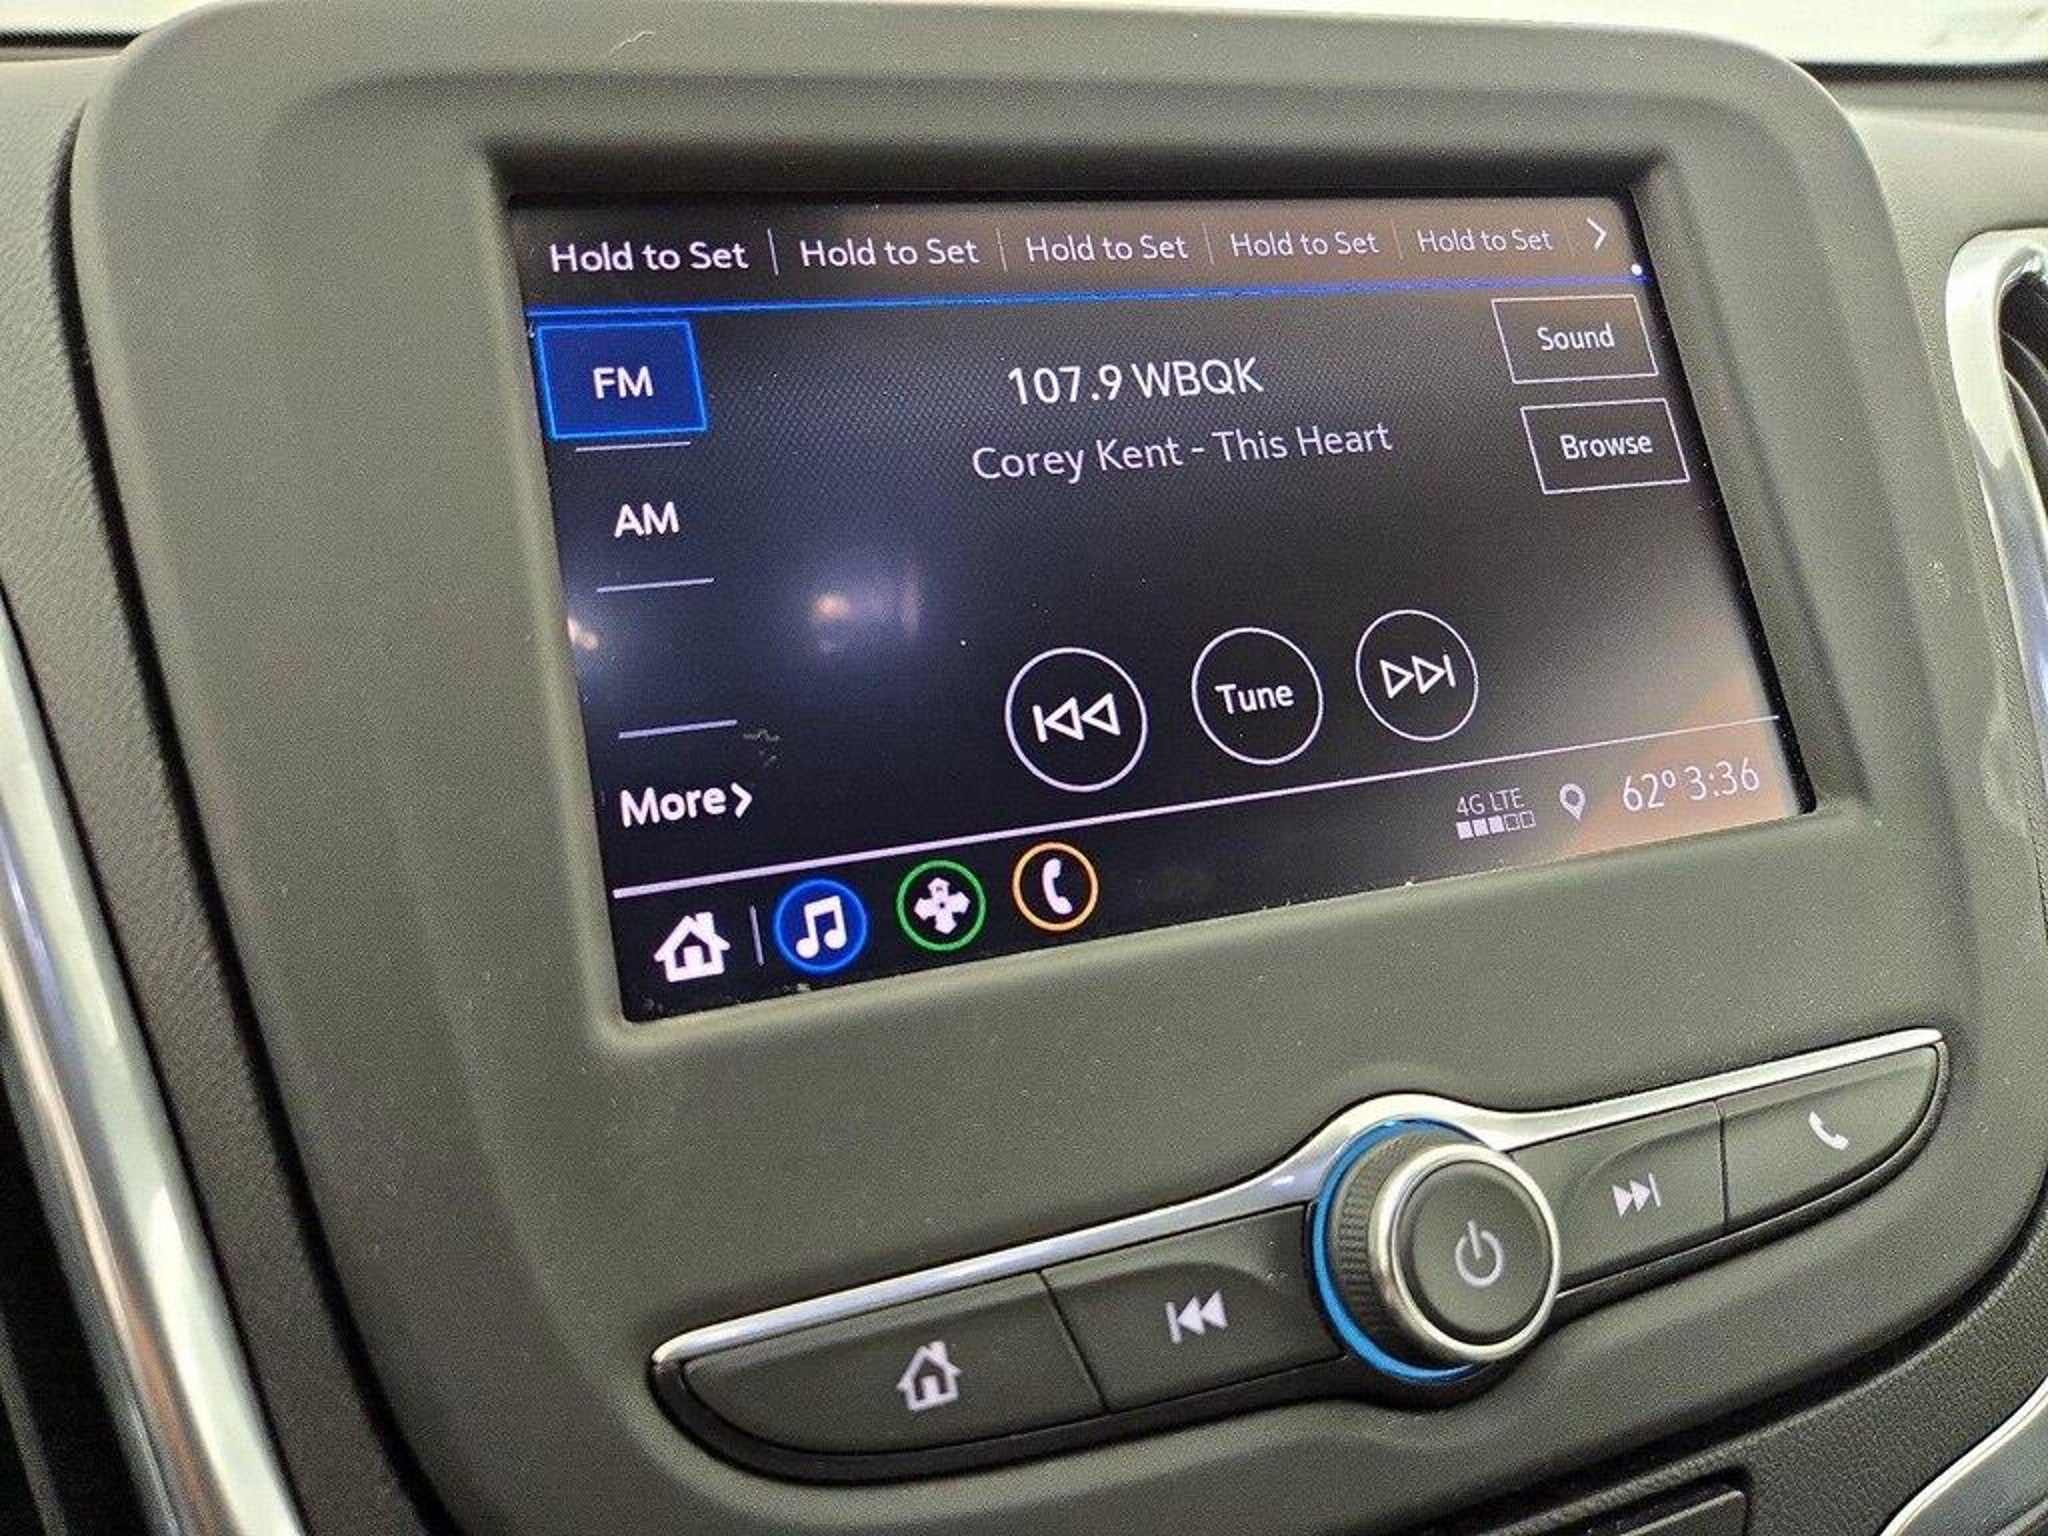 Hold to Set Hold to Set Hold to Set Hold to Set Hold to Set
FM
107.9 WBQK
Sound
Corey Kent - This Heart
Browse
AM
Tune
More
4G LTE
62° 3:36